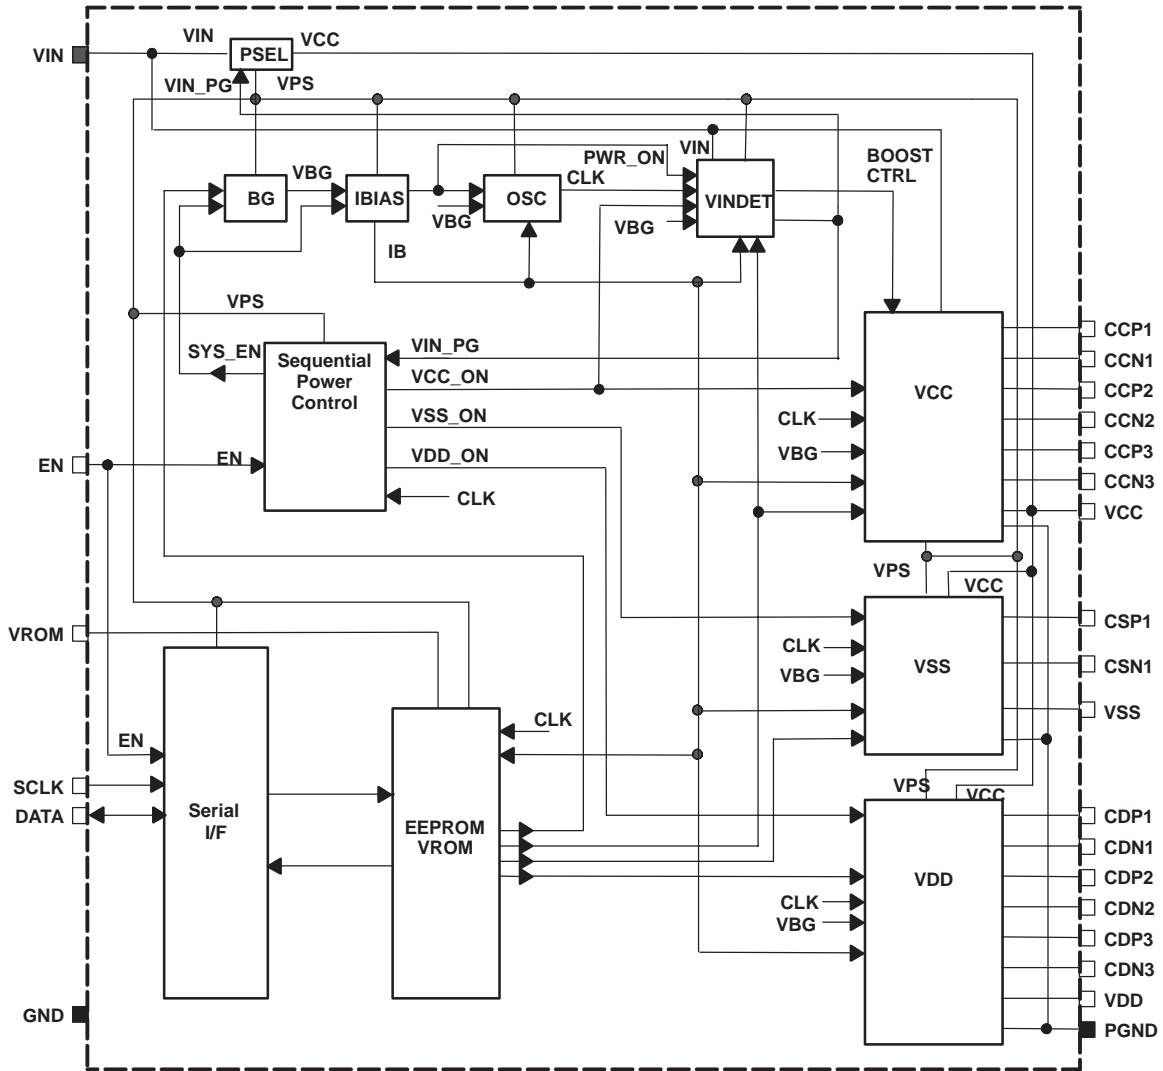 VIN VCC
VIN PSEL
VIN_PG VPS
VIN BOOST
PWR_ON CTRL
VBG CLK
BG IBIAS OSC VINDET
VBG VBG
IB
VPS
CCP1
SYS_EN VIN_PG
Sequential
Power
Control
CCN1
VCC_ON VCC CCP2
VSS_ON CLK CCN2
EN EN VDD_ON VBG CCP3
CLK CCN3
VCC
VPS VCC
VROM CSP1
CLK
VSS CSN1
VBG
VSS
EN CLK
VPS VCC
SCLK
DATA Serial
I/F
EEPROM
VROM
CDP1
CDN1
VDD CDP2
CLK CDN2
VBG
CDP3
CDN3
VDD
GND PGND